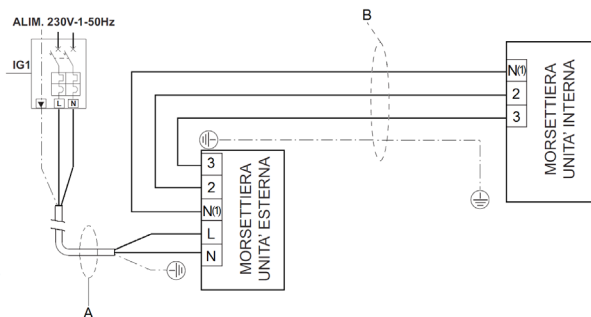 ALIM. 230V-1-50Hz
IG1
L
N
B
N(1)
2
3
MORSETTIERA
UNITA' INTERNA
3
2
N(1)
L
N
MORSETTIERA
UNITA' ESTERNA
A